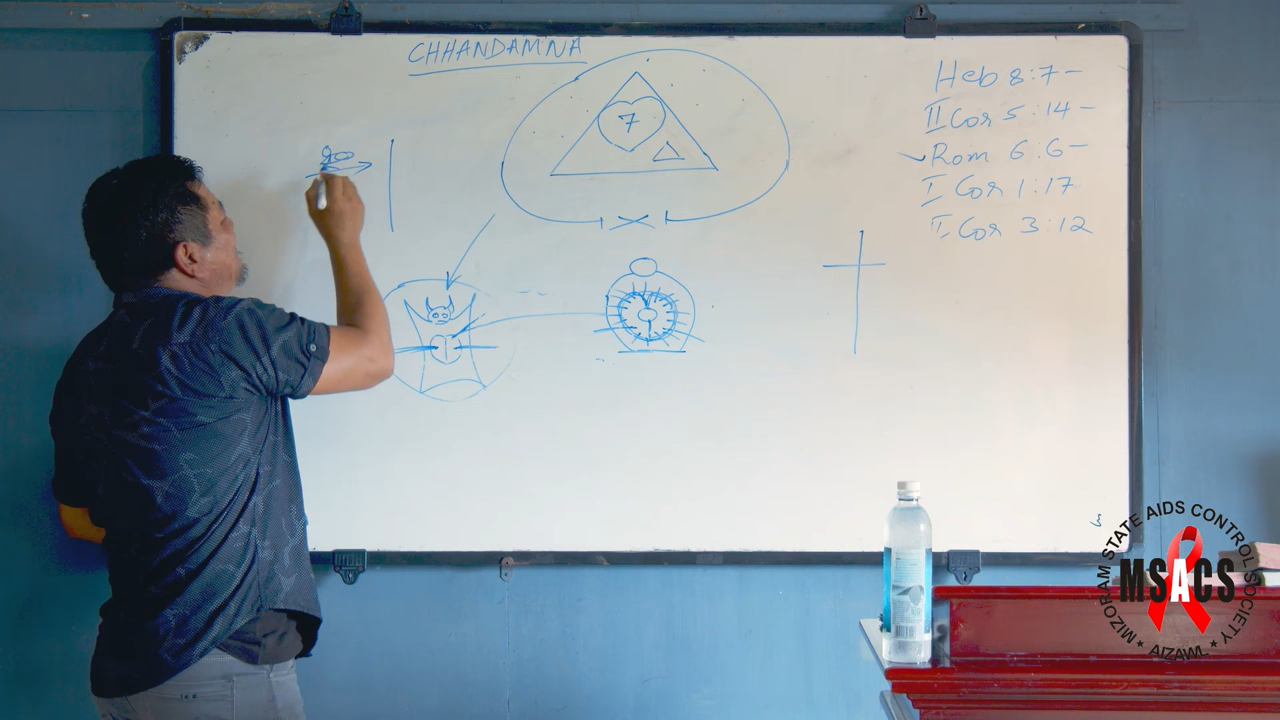 CHHANDAMNA
7
Heb 8:7-
II Cor 5:14-
Rom 6:6-
I Cor 1:17
II Cor 3:12
MIZORAM STATE AIDS CONTROL SOCIETY
MSACS
★ AIZAWL ★